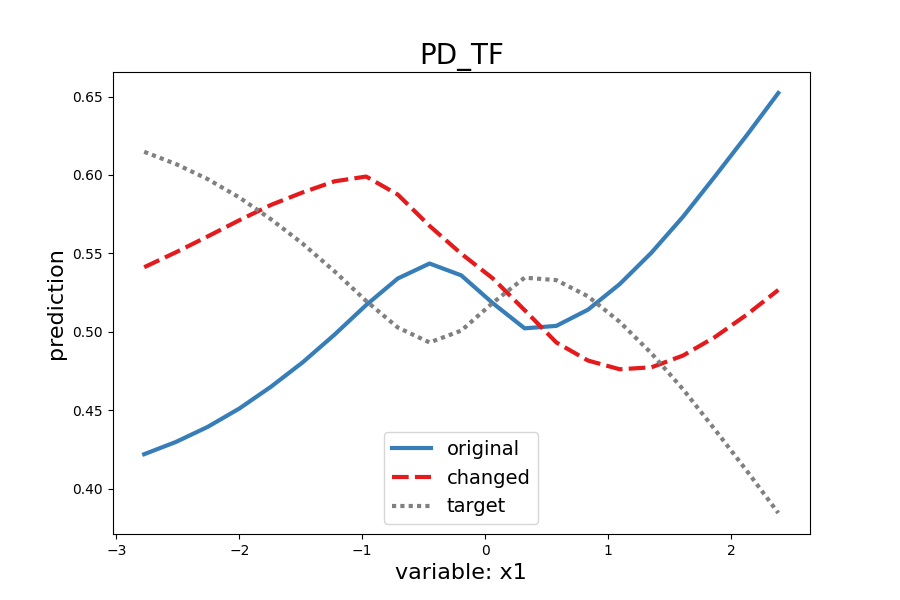 PD_TF
prediction
0.65
0.60
0.55
0.50
0.45
0.40
original
changed
target
−3
−2
−1
0
1
2
variable: x1